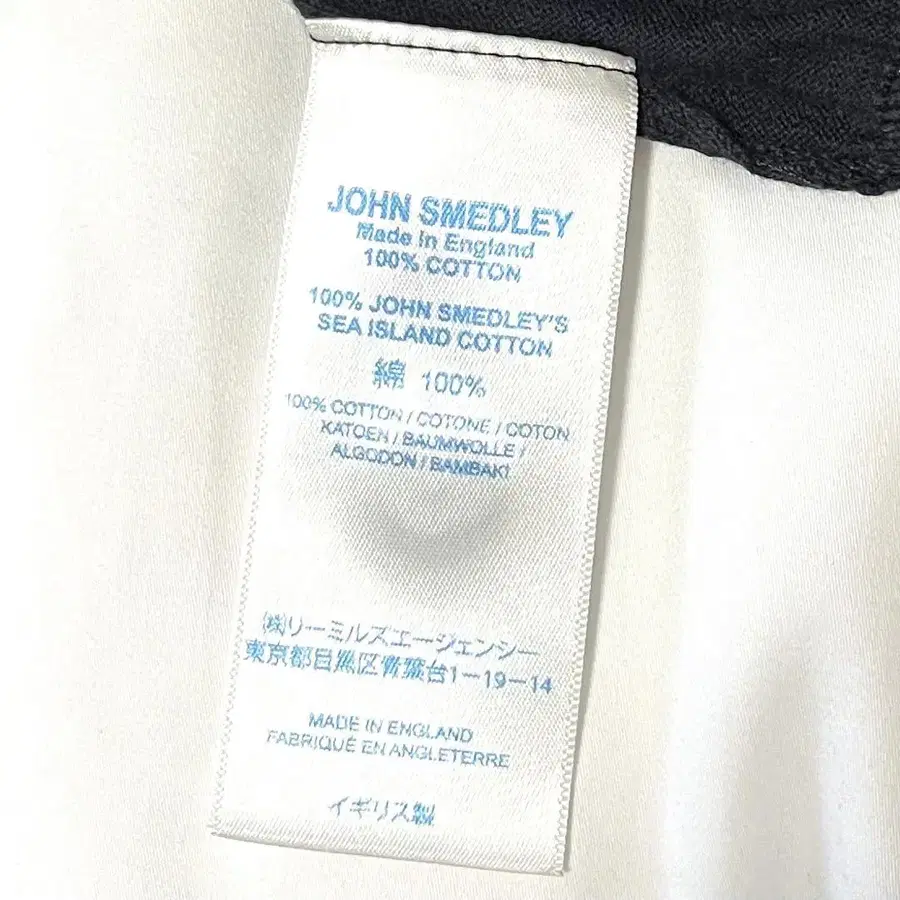 JOHN SMEDLEY
Made In England
100% COTTON
100% JOHN SMEDLEY'S
SEA ISLAND COTTON
綿 100%
100% COTTON / COTONE / COTON
KATOEN / BAUMWOLLE /
ALGODON / BAMBAKI
㈱リーミルズエージェンシー
東京都目黒区青葉台1-19-14
MADE IN ENGLAND
FABRIQUÉ EN ANGLETERRE
イギリス製